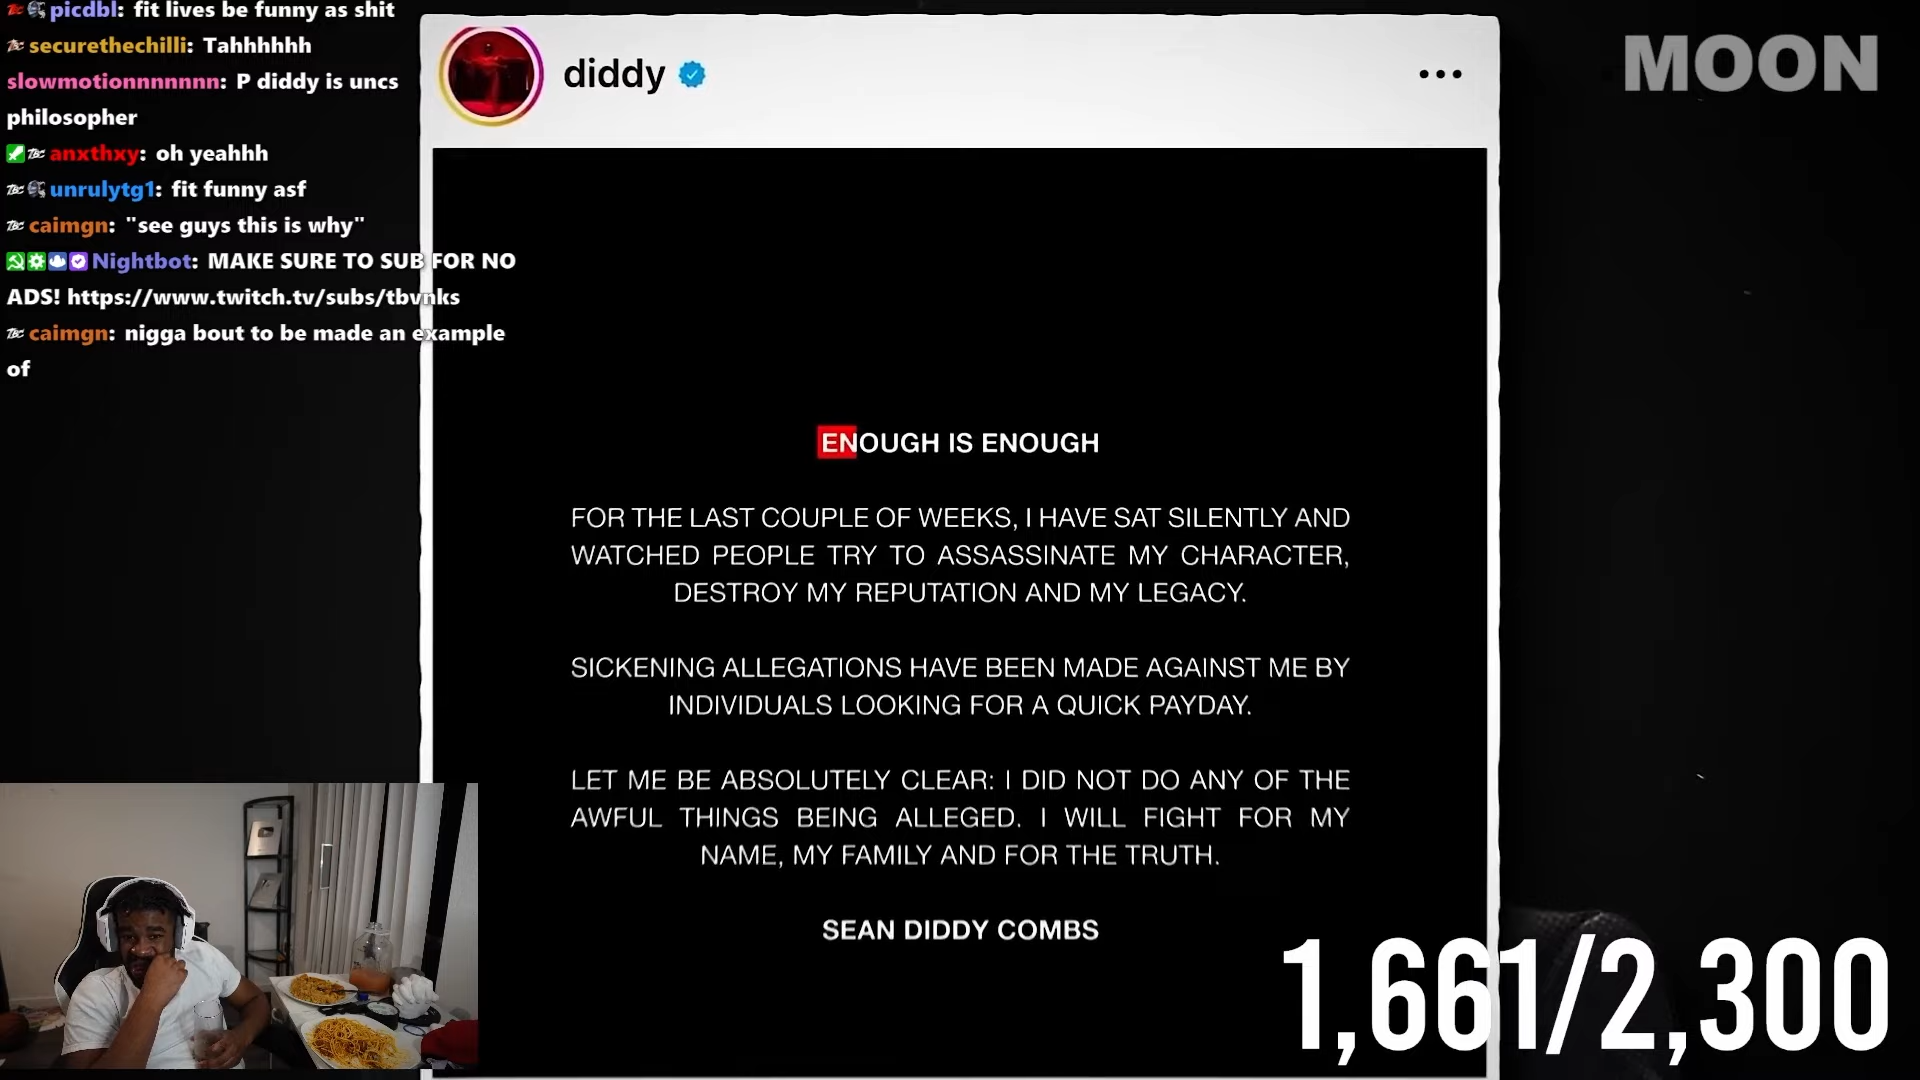 picdbl: fit lives be funny as shit
securethechilli: Tahhhhhh
slowmotionnnnnnn: P diddy is uncs
philosopher
anxthxy: oh yeahhh
unrulytg1: fit funny asf
caimgn: "see guys this is why"
Nightbot: MAKE SURE TO SUB FOR NO
ADS! https://www.twitch.tv/subs/tbvnks
caimgn: nigga bout to be made an example
of
diddy
MOON
ENOUGH IS ENOUGH
FOR THE LAST COUPLE OF WEEKS, I HAVE SAT SILENTLY AND
WATCHED PEOPLE TRY TO ASSASSINATE MY CHARACTER,
DESTROY MY REPUTATION AND MY LEGACY.
SICKENING ALLEGATIONS HAVE BEEN MADE AGAINST ME BY
INDIVIDUALS LOOKING FOR A QUICK PAYDAY.
LET ME BE ABSOLUTELY CLEAR: I DID NOT DO ANY OF THE
AWFUL THINGS BEING ALLEGED. I WILL FIGHT FOR MY
NAME, MY FAMILY AND FOR THE TRUTH.
SEAN DIDDY COMBS
1,661/2,300